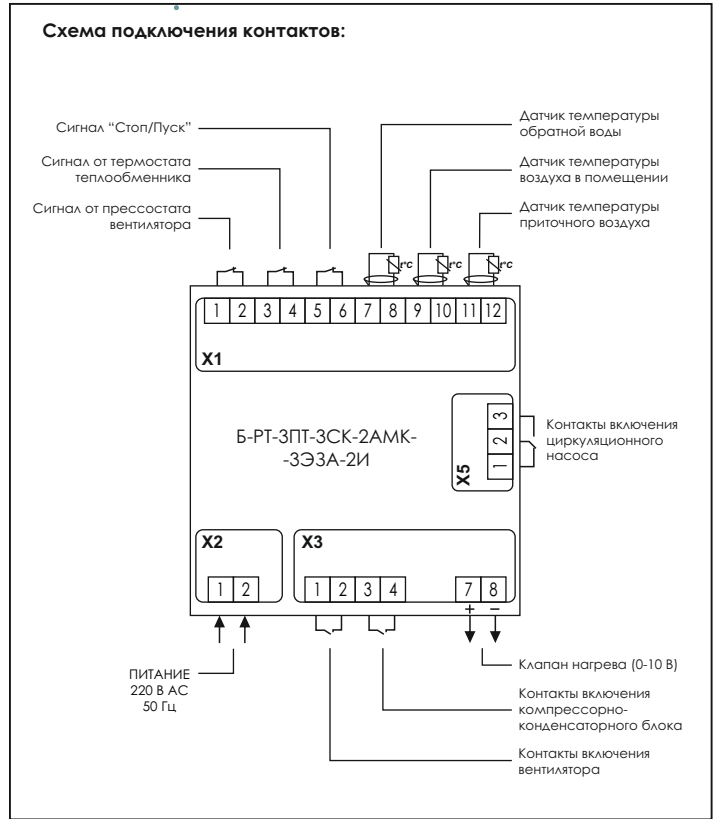 Схема подключения контактов:
Сигнал “Стоп/Пуск”
Сигнал от термостата
теплообменника
Сигнал от прессостата
вентилятора
Датчик температуры
обратной воды
Датчик температуры
воздуха в помещении
Датчик температуры
приточного воздуха
t°C t°C t°C
1 2 3 4 5 6 7 8 9 10 11 12
X1
Б-РТ-3ПТ-3СК-2АМК-
-3ЭЗА-2И
X5
1 2 3
Контакты включения
циркуляционного
насоса
X2
1 2
X3
1 2 3 4 7 8
+ −
ПИТАНИЕ
220 В АС
50 Гц
Клапан нагрева (0-10 В)
Контакты включения
компрессорно-
конденсаторного блока
Контакты включения
вентилятора